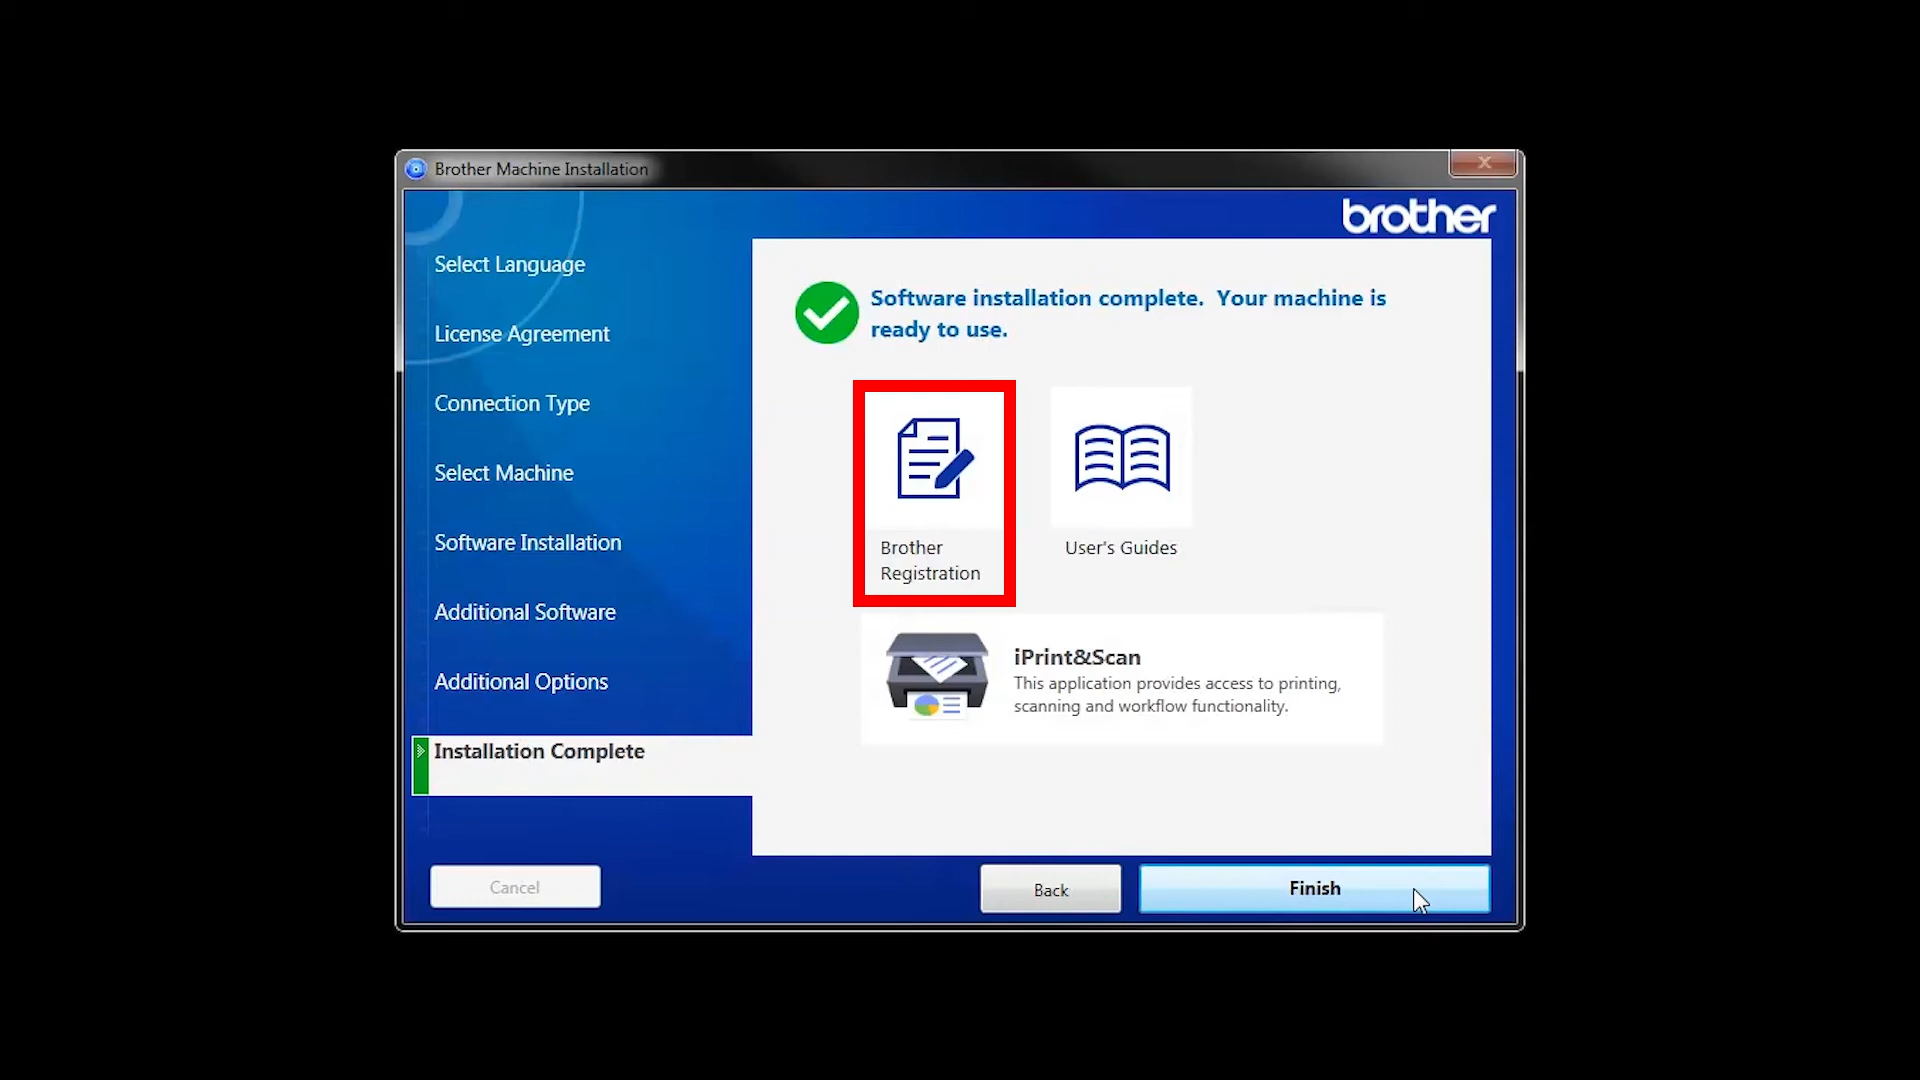 Brother Machine Installation
X
brother
Select Language
License Agreement
Connection Type
Select Machine
Software Installation
Additional Software
Additional Options
Installation Complete
Software installation complete. Your machine is
ready to use.
Brother
Registration
User's Guides
iPrint&Scan
This application provides access to printing,
scanning and workflow functionality.
Cancel
Back
Finish